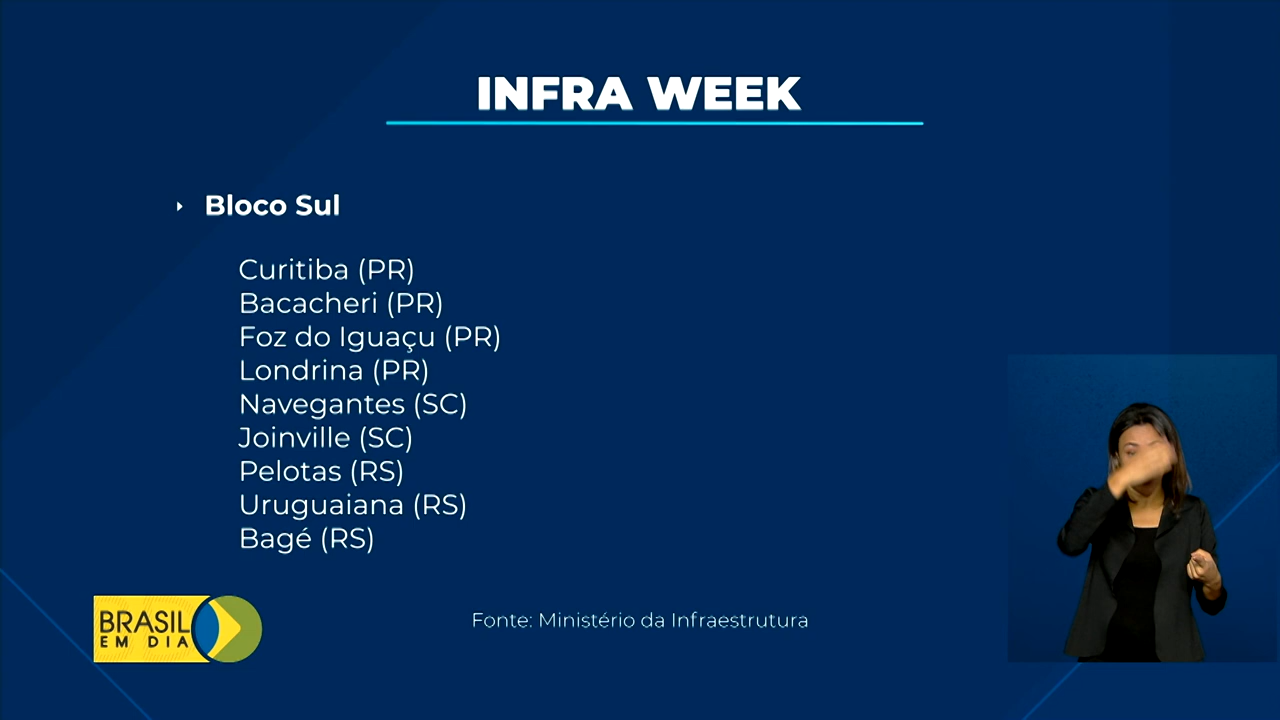 INFRA WEEK
Bloco Sul
Curitiba (PR)
Bacacheri (PR)
Foz do Iguaçu (PR)
Londrina (PR)
Navegantes (SC)
Joinville (SC)
Pelotas (RS)
Uruguaiana (RS)
Bagé (RS)
BRASIL
EM DIA
Fonte: Ministério da Infraestrutura